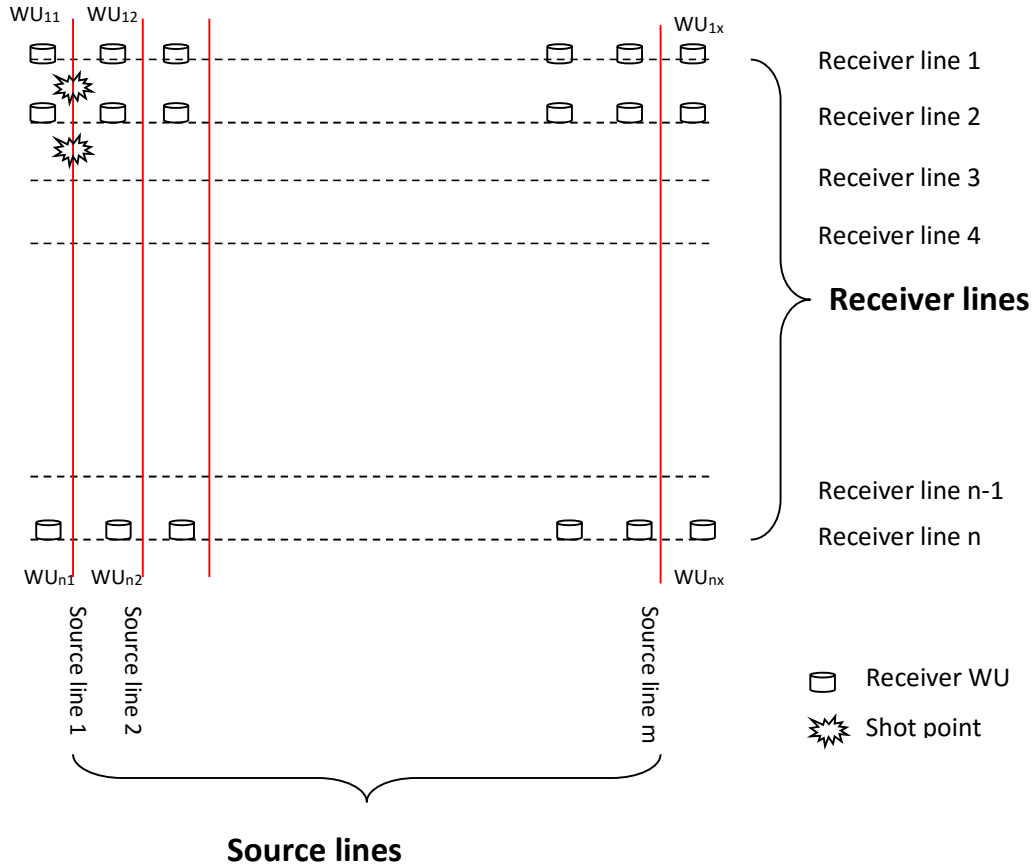 WU11 WU12 WU1x
Receiver line 1
Receiver line 2
Receiver line 3
Receiver line 4
Receiver lines
Receiver line n-1
Receiver line n
WUn1 WUn2 WUnx
Source line 1
Source line 2
Source line m
Receiver WU
Shot point
Source lines